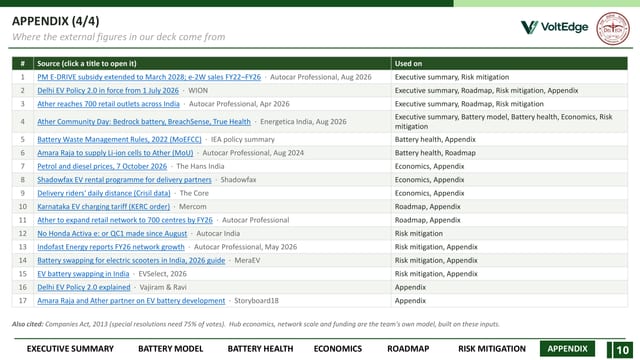 APPENDIX (4/4)
Where the external figures in our deck come from
VoltEdge
# Source (click a title to open it) Used on
1 PM E-DRIVE subsidy extended to March 2028; e-2W sales FY22–FY26 · Autocar Professional, Aug 2026 Executive summary, Risk mitigation
2 Delhi EV Policy 2.0 in force from 1 July 2026 · WION Executive summary, Roadmap, Risk mitigation, Appendix
3 Ather reaches 700 retail outlets across India · Autocar Professional, Apr 2026 Executive summary, Roadmap, Risk mitigation
4 Ather Community Day: Bedrock battery, BreachSense, True Health · Energetica India, Aug 2026 Executive summary, Battery model, Battery health, Economics, Risk
mitigation
5 Battery Waste Management Rules, 2022 (MoEFCC) · IEA policy summary Battery health, Appendix
6 Amara Raja to supply Li-ion cells to Ather (MoU) · Autocar Professional, Aug 2024 Battery health, Roadmap
7 Petrol and diesel prices, 7 October 2026 · The Hans India Economics, Appendix
8 Shadowfax EV rental programme for delivery partners · Shadowfax Economics, Appendix
9 Delivery riders' daily distance (Crisil data) · The Core Economics, Appendix
10 Karnataka EV charging tariff (KERC order) · Mercom Roadmap, Appendix
11 Ather to expand retail network to 700 centres by FY26 · Autocar Professional Roadmap, Appendix
12 No Honda Activa e: or QC1 made since August · Autocar India Risk mitigation
13 Indofast Energy reports FY26 network growth · Autocar Professional, May 2026 Risk mitigation, Appendix
14 Battery swapping for electric scooters in India, 2026 guide · MeraEV Risk mitigation, Appendix
15 EV battery swapping in India · EVSelect, 2026 Risk mitigation, Appendix
16 Delhi EV Policy 2.0 explained · Vajiram & Ravi Appendix
17 Amara Raja and Ather partner on EV battery development · Storyboard18 Appendix
Also cited: Companies Act, 2013 (special resolutions need 75% of votes). Hub economics, network scale and funding are the team's own model, built on these inputs.
EXECUTIVE SUMMARY BATTERY MODEL BATTERY HEALTH ECONOMICS ROADMAP RISK MITIGATION APPENDIX 10